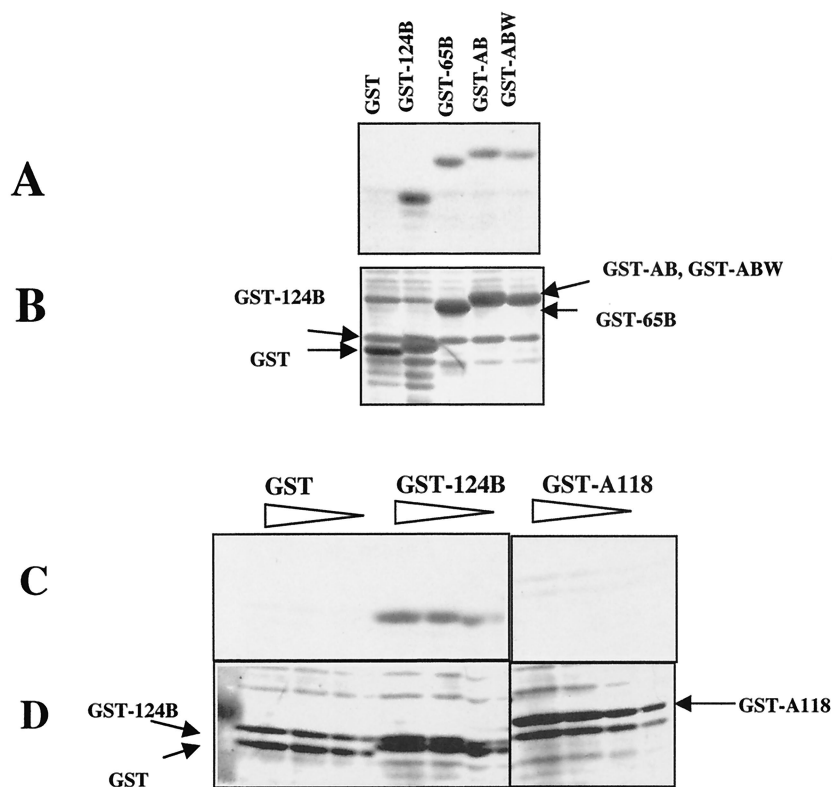 GST
GST-124B
GST-65B
GST-AB
GST-ABW
A
B
GST-124B
GST
GST-AB, GST-ABW
GST-65B
GST
GST-124B
GST-A118
C
D
GST-124B
GST
GST-A118